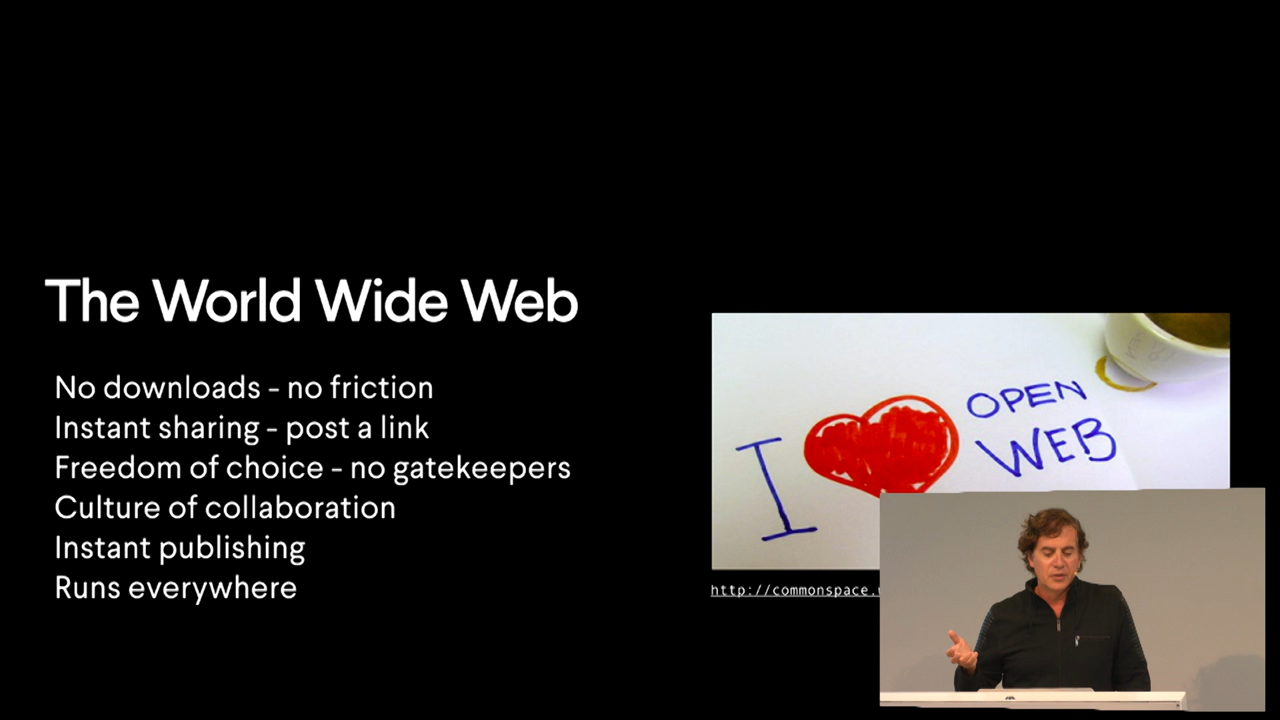 The World Wide Web
No downloads - no friction
Instant sharing - post a link
Freedom of choice - no gatekeepers
Culture of collaboration
Instant publishing
Runs everywhere
I OPEN
WEB
http://commonspace.